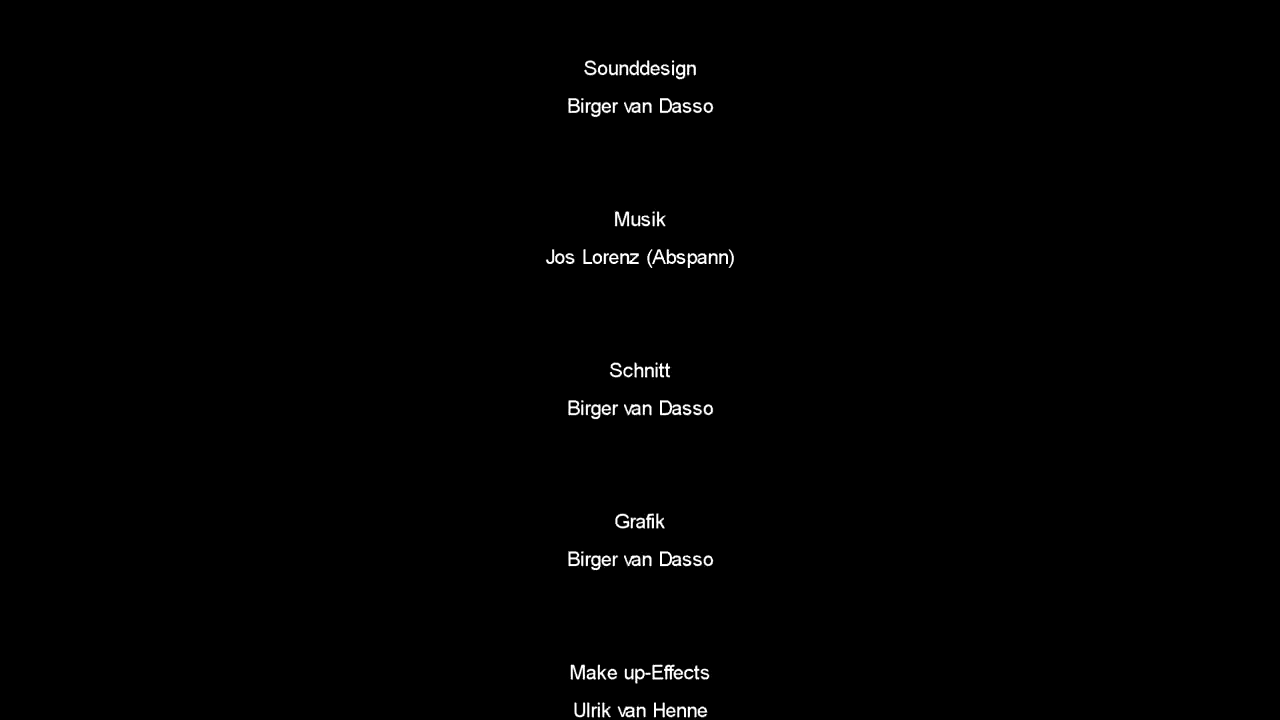 Sounddesign
Birger van Dasso
Musik
Jos Lorenz (Abspann)
Schnitt
Birger van Dasso
Grafik
Birger van Dasso
Make up-Effects
Ulrik van Henne